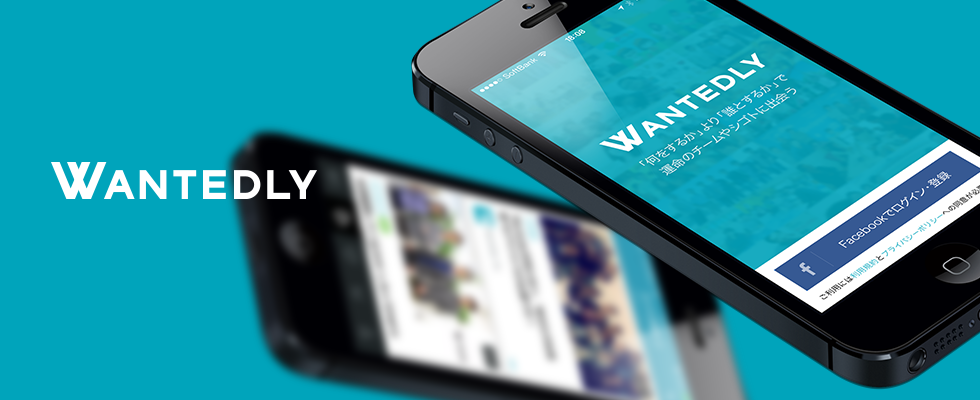 WANTEDLY
SoftBank 18:08
WANTEDLY
「何をするか」より「誰とするか」で
運命のチームやシゴトに出会う
f Facebookでログイン・登録
ご利用には利用規約とプライバシーポリシーへの同意が必